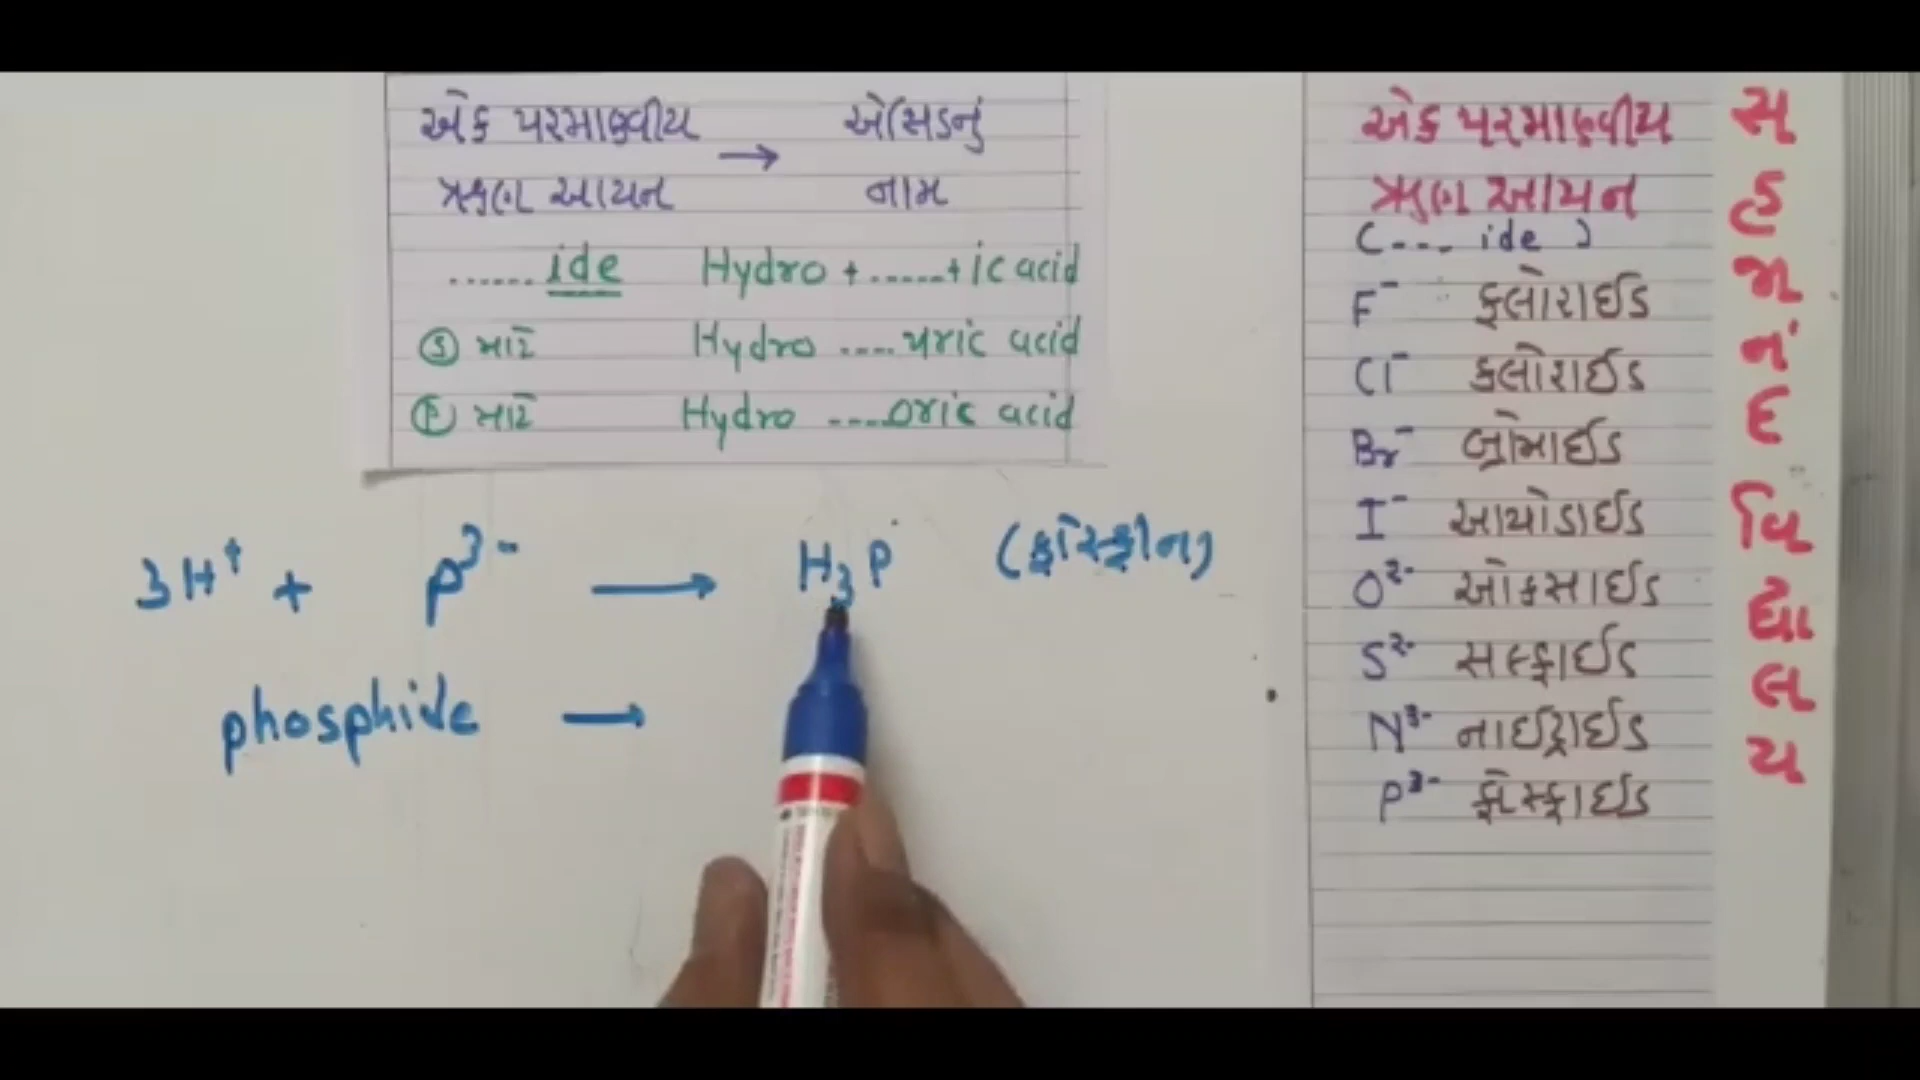 એક પરમાણ્વીય → એસિડનું
ઋણ આયન નામ
...... ide Hydro + ...... + ic acid
Ⓢ માટે Hydro .... uric acid
Ⓟ માટે Hydro .... oric acid
3H⁺ + P³⁻ → H₃P (ફોસ્ફીન)
phosphide →
એક પરમાણ્વીય
ઋણ આયન
(---- ide )
F⁻ ફ્લોરાઈડ
Cl⁻ ક્લોરાઈડ
Br⁻ બ્રોમાઈડ
I⁻ આયોડાઈડ
O²⁻ ઓક્સાઈડ
S²⁻ સલ્ફાઈડ
N³⁻ નાઈટ્રાઈડ
P³⁻ ફોસ્ફાઈડ
સ
હ
જા
નં
દ
વિ
દ્યા
લ
ય